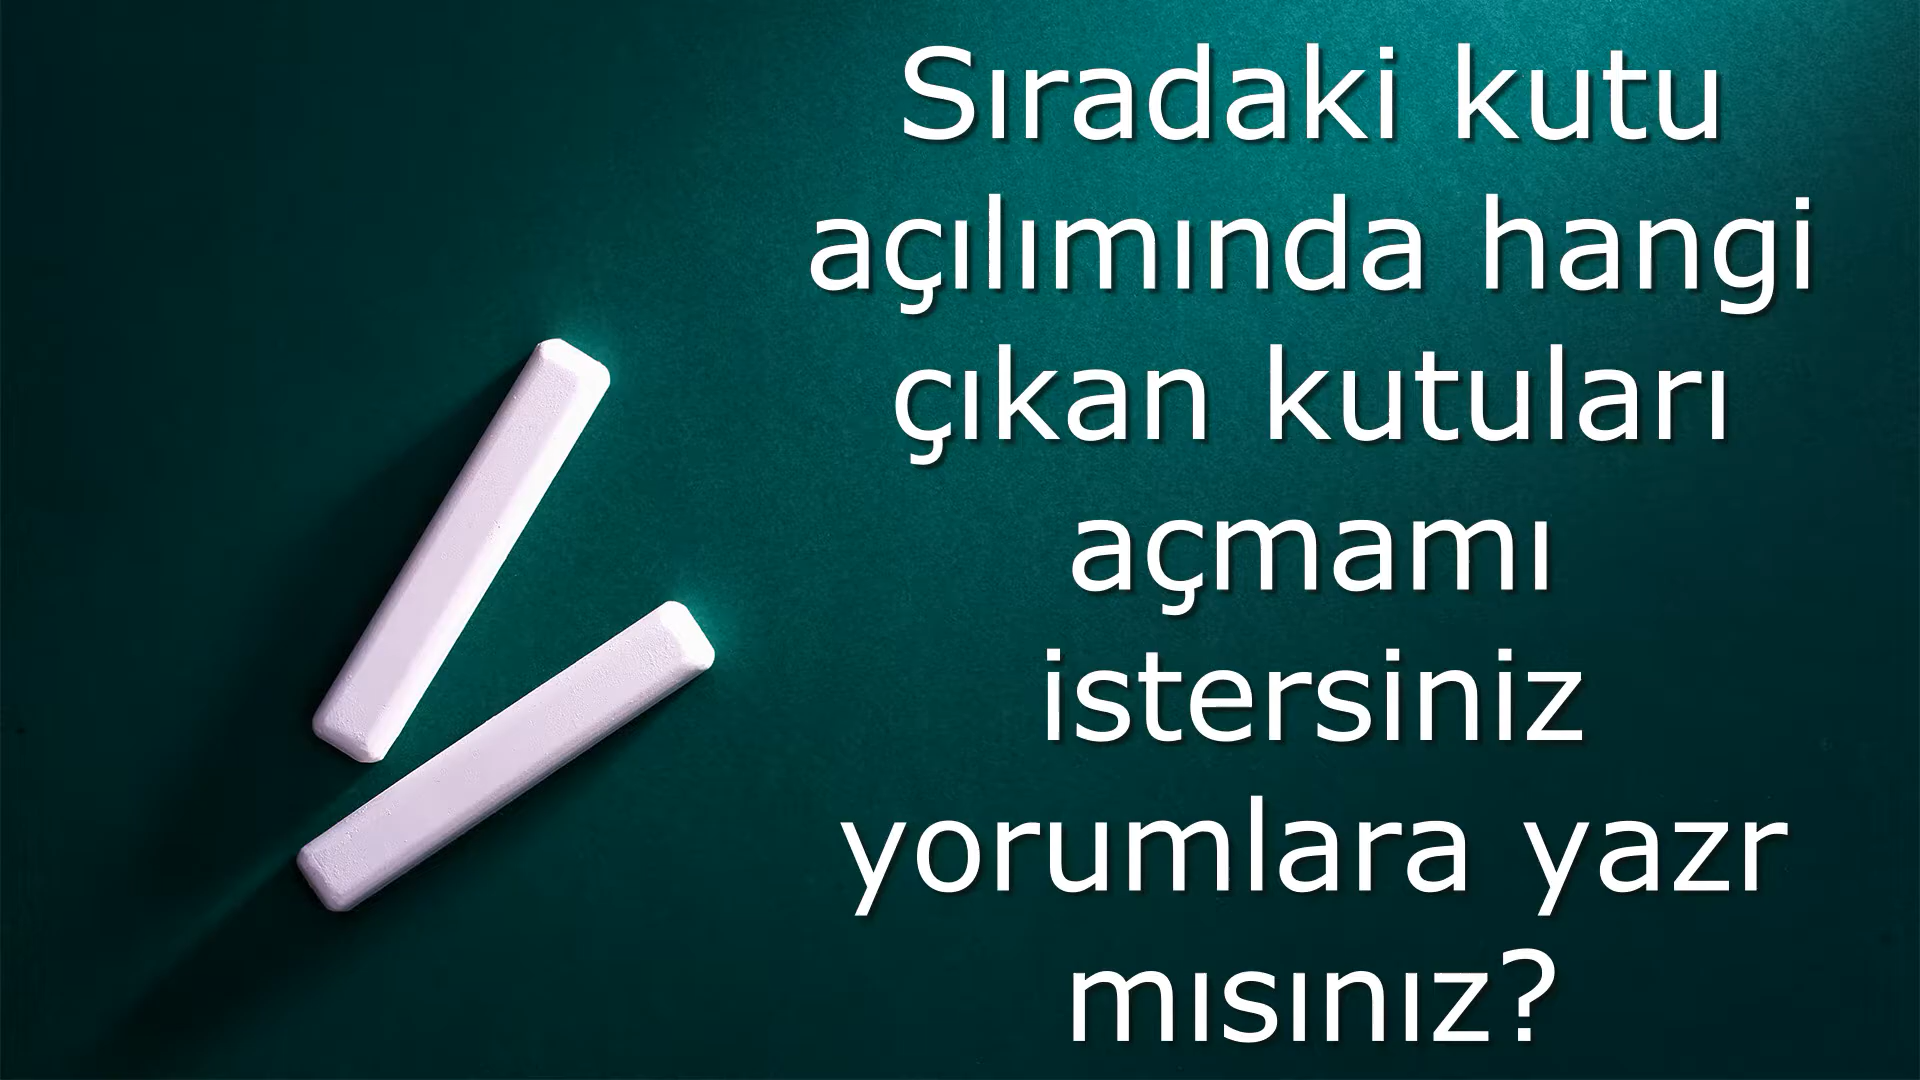 Sıradaki kutu
açılımında hangi
çıkan kutuları
açmamı
istersiniz
yorumlara yazr
mısınız?